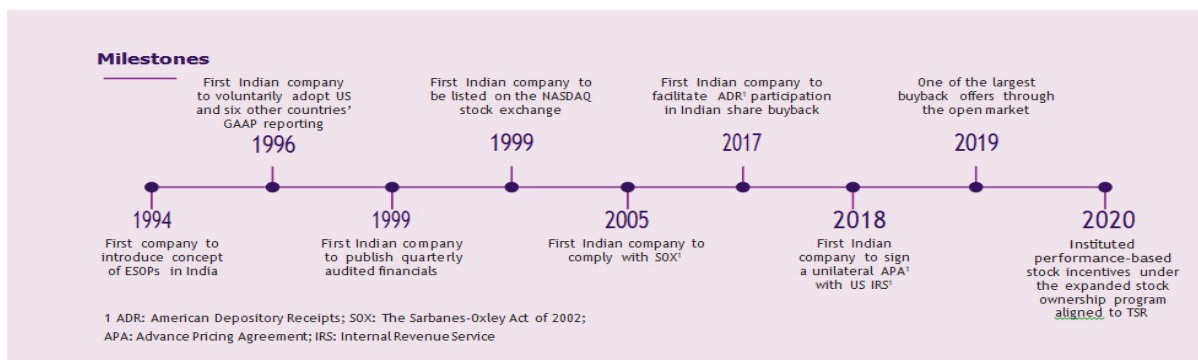 Milestones
First Indian company
to voluntarily adopt US
and six other countries’
GAAP reporting
1996
First Indian company to
be listed on the NASDAQ
stock exchange
1999
First Indian company to
facilitate ADR¹ participation
in Indian share buyback
2017
One of the largest
buyback offers through
the open market
2019
1994
First company to
introduce concept
of ESOPs in India
1999
First Indian company
to publish quarterly
audited financials
2005
First Indian company to
comply with SOX¹
2018
First Indian
company to sign
a unilateral APA¹
with US IRS¹
2020
Instituted
performance-based
stock incentives under
the expanded stock
ownership program
aligned to TSR
1 ADR: American Depository Receipts; SOX: The Sarbanes-Oxley Act of 2002;
APA: Advance Pricing Agreement; IRS: Internal Revenue Service